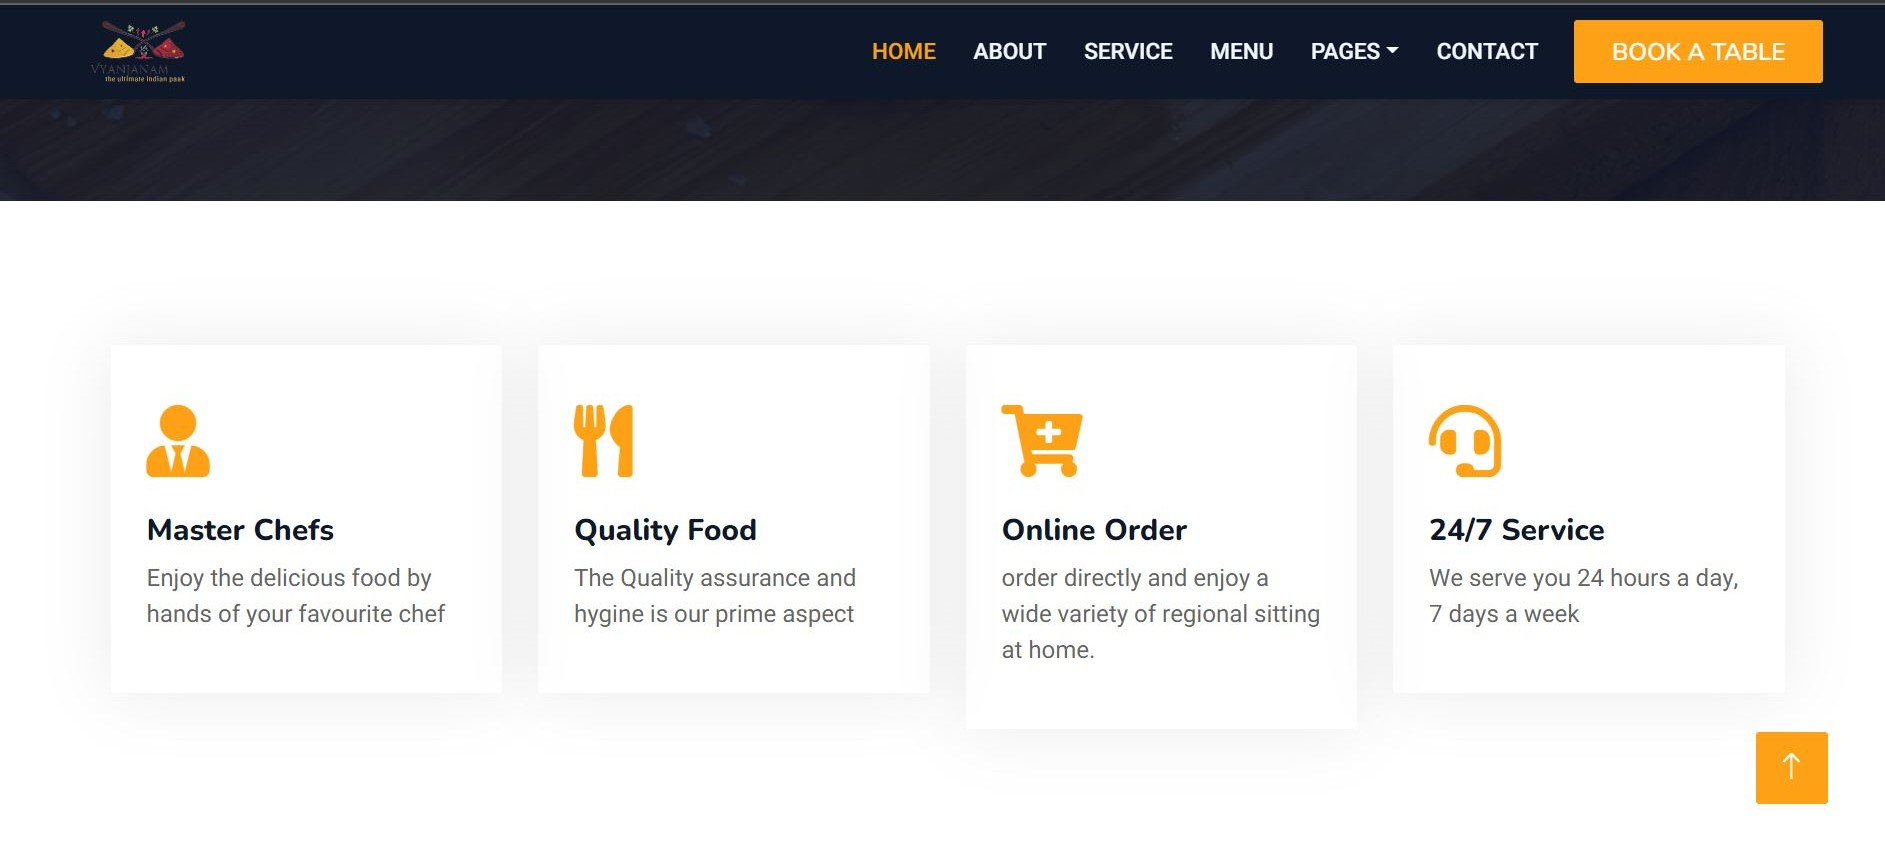 VYANJANAM
the ultimate indian paak
HOME ABOUT SERVICE MENU PAGES CONTACT BOOK A TABLE
Master Chefs
Enjoy the delicious food by
hands of your favourite chef
Quality Food
The Quality assurance and
hygine is our prime aspect
Online Order
order directly and enjoy a
wide variety of regional sitting
at home.
24/7 Service
We serve you 24 hours a day,
7 days a week